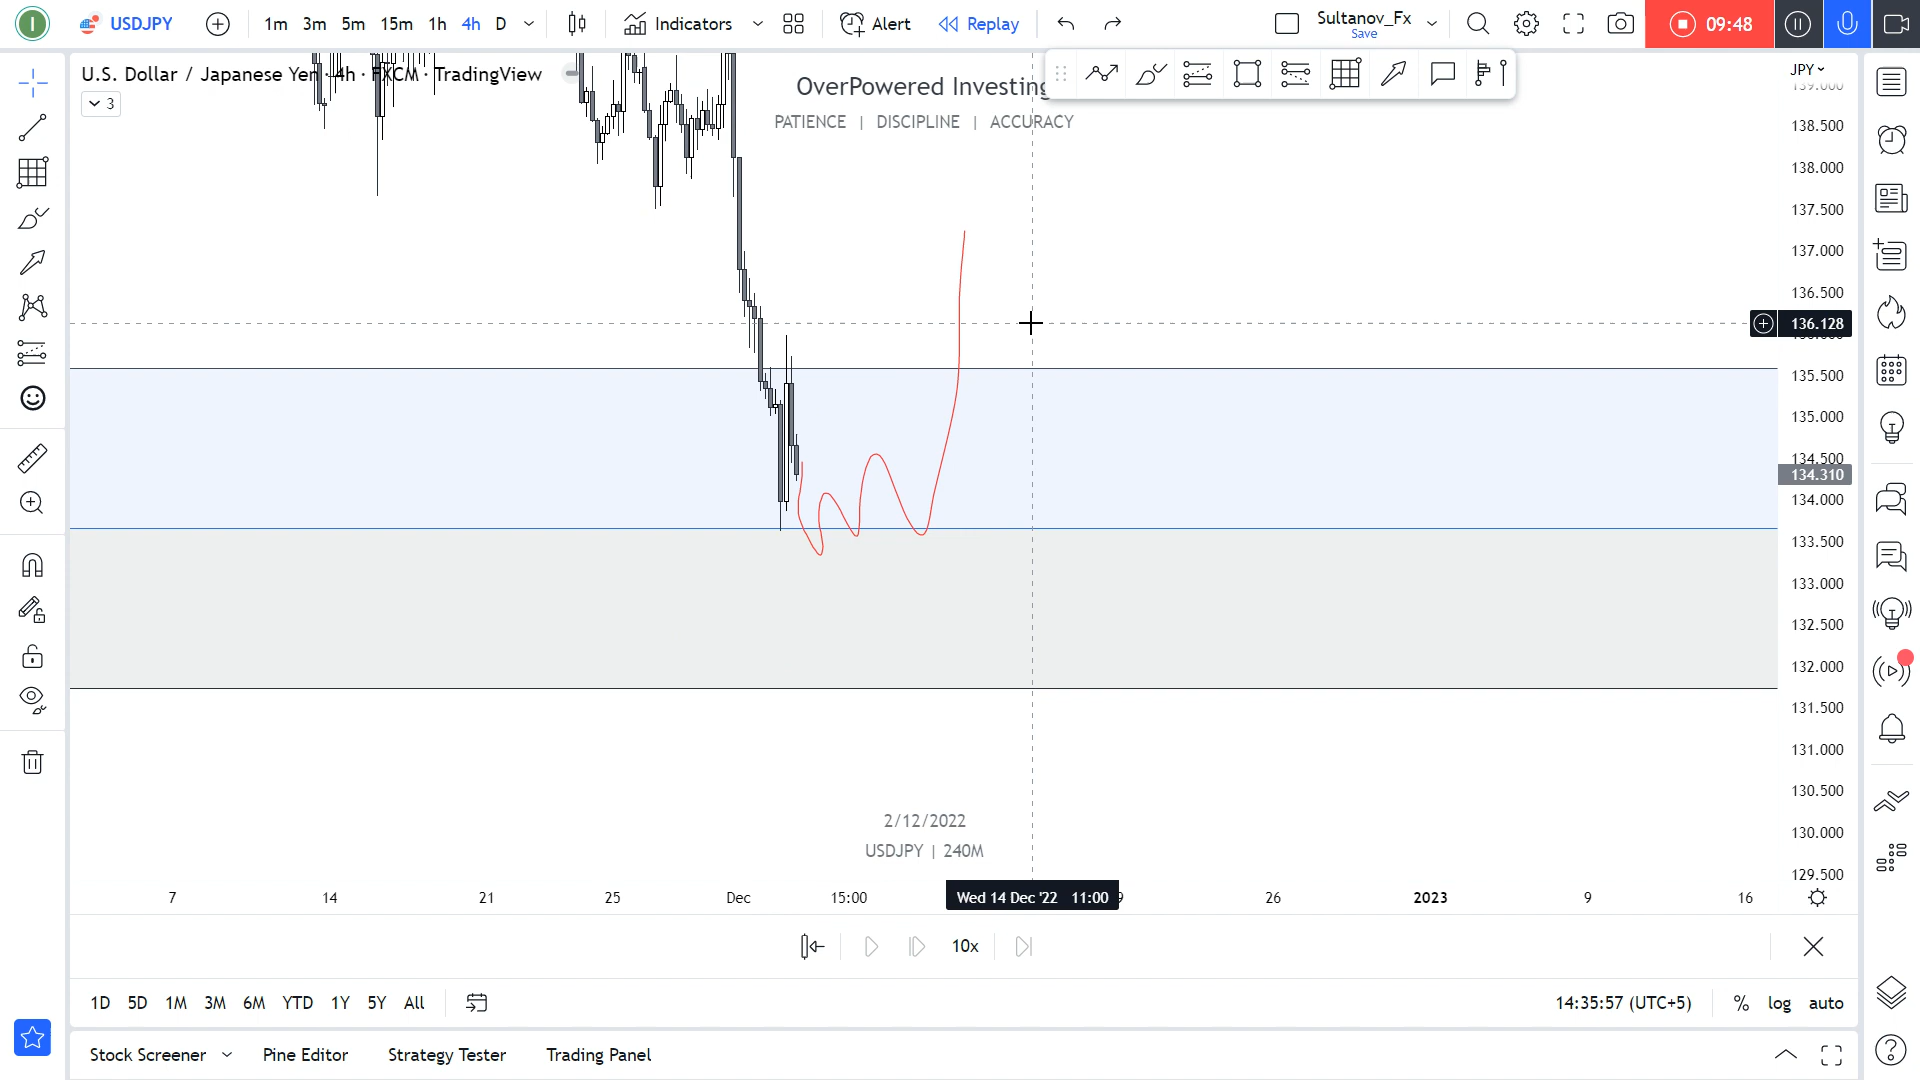 I USDJPY 1m 3m 5m 15m 1h 4h D Indicators Alert Replay Sultanov_Fx 09:48
Save
U.S. Dollar / Japanese Yen · 4h · FXCM · TradingView
3
OverPowered Investing
PATIENCE | DISCIPLINE | ACCURACY
JPY
139.000
138.500
138.000
137.500
137.000
136.500
136.128
135.500
135.000
134.500
134.310
134.000
133.500
133.000
132.500
132.000
131.500
131.000
130.500
130.000
129.500
2/12/2022
USDJPY | 240M
7 14 21 25 Dec 15:00 Wed 14 Dec '22 11:00 9 26 2023 9 16
10x
1D 5D 1M 3M 6M YTD 1Y 5Y All 14:35:57 (UTC+5) % log auto
Stock Screener Pine Editor Strategy Tester Trading Panel